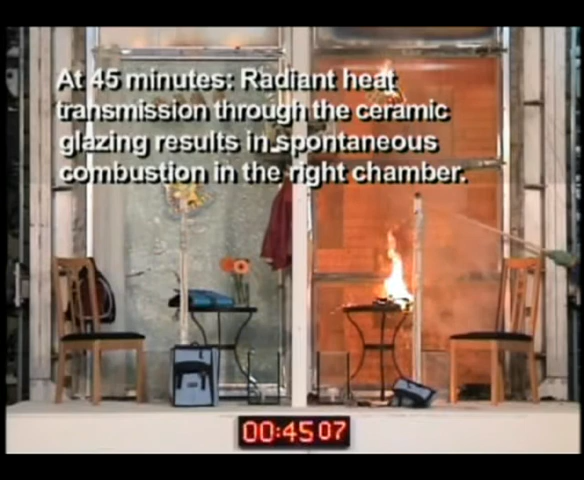 At 45 minutes: Radiant heat
transmission through the ceramic
glazing results in spontaneous
combustion in the right chamber.
00:45 07